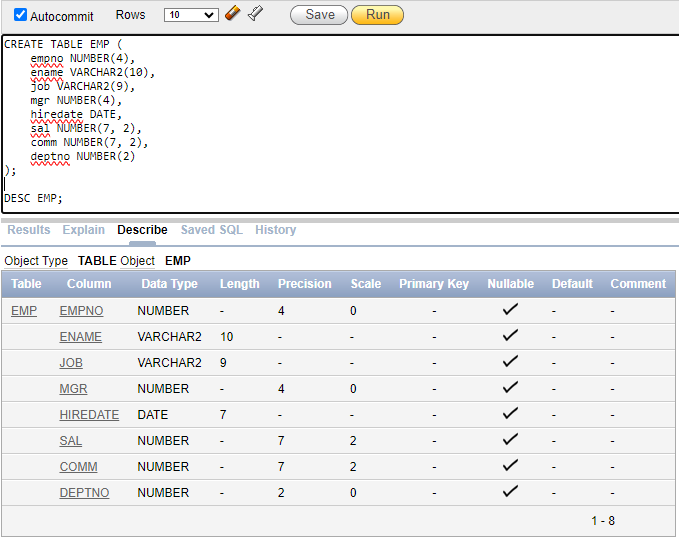 Autocommit Rows 10 Save Run
CREATE TABLE EMP (
    empno NUMBER(4),
    ename VARCHAR2(10),
    job VARCHAR2(9),
    mgr NUMBER(4),
    hiredate DATE,
    sal NUMBER(7, 2),
    comm NUMBER(7, 2),
    deptno NUMBER(2)
);
DESC EMP;
Results Explain Describe Saved SQL History
Object Type TABLE Object EMP
Table Column Data Type Length Precision Scale Primary Key Nullable Default Comment
EMP EMPNO NUMBER - 4 0 - ✓ - -
ENAME VARCHAR2 10 - - - ✓ - -
JOB VARCHAR2 9 - - - ✓ - -
MGR NUMBER - 4 0 - ✓ - -
HIREDATE DATE 7 - - - ✓ - -
SAL NUMBER - 7 2 - ✓ - -
COMM NUMBER - 7 2 - ✓ - -
DEPTNO NUMBER - 2 0 - ✓ - -
1 - 8